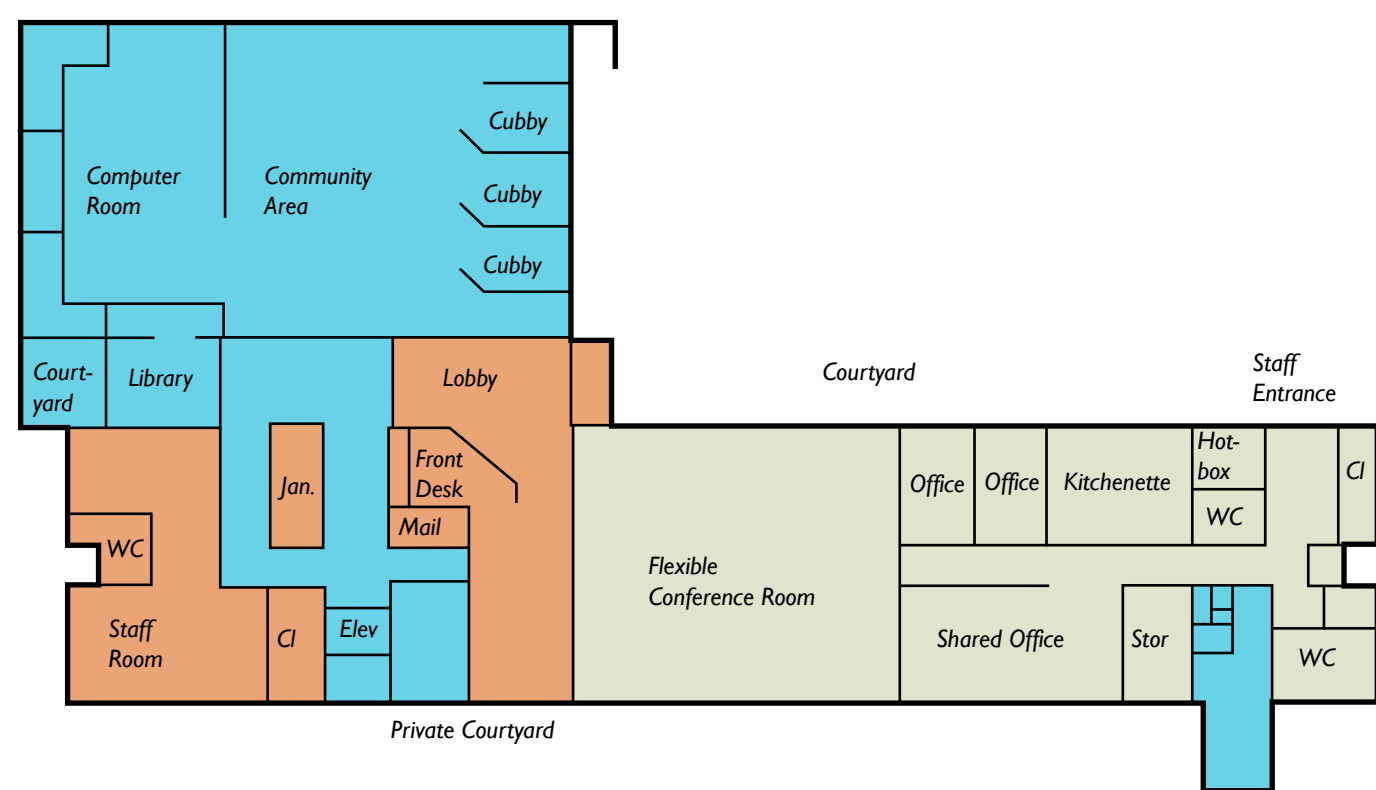 Cubby
Computer
Room
Community
Area
Cubby
Cubby
Court-
yard
Library
Lobby
Courtyard
Staff
Entrance
Jan.
Front
Desk
Mail
Office
Office
Kitchenette
Hot-
box
WC
Cl
WC
Staff
Room
Cl
Elev
Flexible
Conference Room
Shared Office
Stor
WC
Private Courtyard